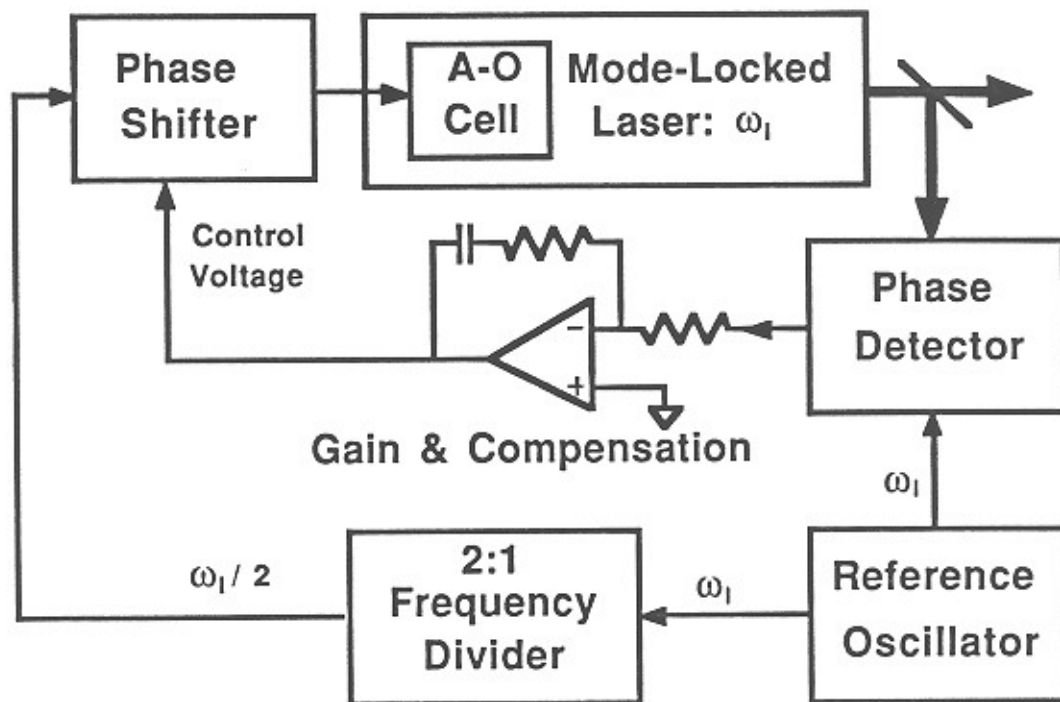 Phase
Shifter
A-O
Cell
Mode-Locked
Laser: ωₗ
Control
Voltage
Phase
Detector
−
+
Gain & Compensation
ωₗ
ωₗ / 2
2:1
Frequency
Divider
ωₗ
Reference
Oscillator